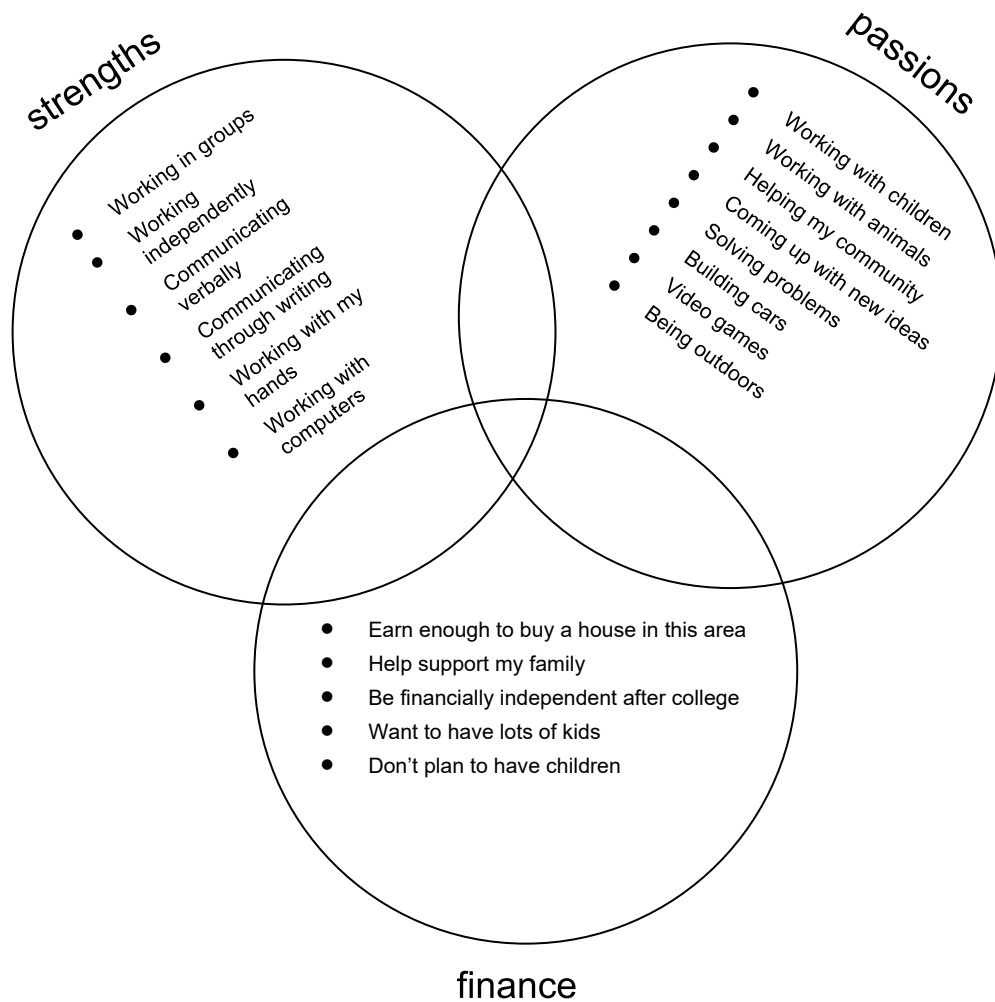 strengths
Working in groups
Working
independently
Communicating
verbally
Communicating
through writing
Working with my
hands
Working with
computers
passions
Working with children
Working with animals
Helping my community
Coming up with new ideas
Solving problems
Building cars
Video games
Being outdoors
Earn enough to buy a house in this area
Help support my family
Be financially independent after college
Want to have lots of kids
Don’t plan to have children
finance